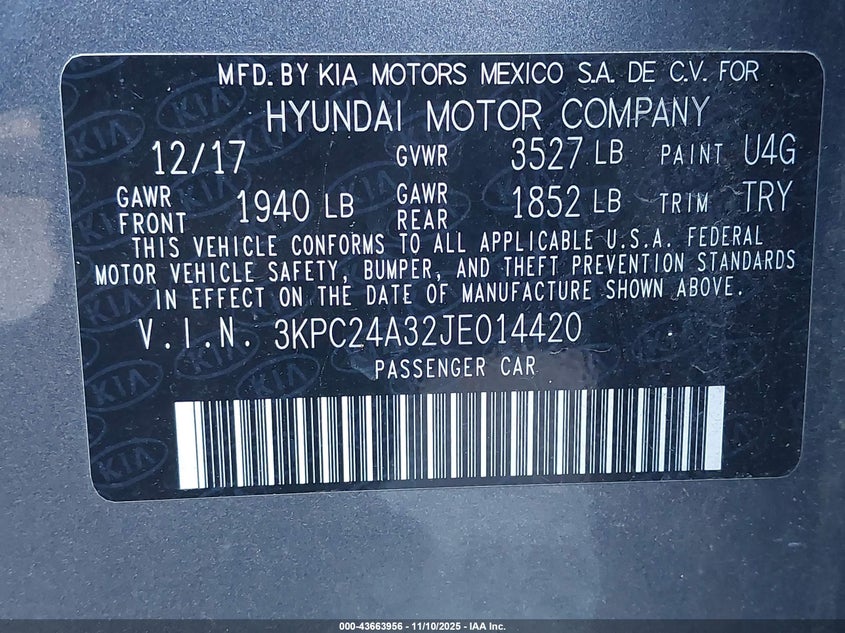 MFD. BY KIA MOTORS MEXICO S.A. DE C.V. FOR
HYUNDAI MOTOR COMPANY
12/17 GVWR 3527 LB PAINT U4G
GAWR FRONT 1940 LB GAWR REAR 1852 LB TRIM TRY
THIS VEHICLE CONFORMS TO ALL APPLICABLE U.S.A. FEDERAL
MOTOR VEHICLE SAFETY, BUMPER, AND THEFT PREVENTION STANDARDS
IN EFFECT ON THE DATE OF MANUFACTURE SHOWN ABOVE.
V.I.N. 3KPC24A32JE014420
PASSENGER CAR
000-43663956 - 11/10/2025 - IAA Inc.